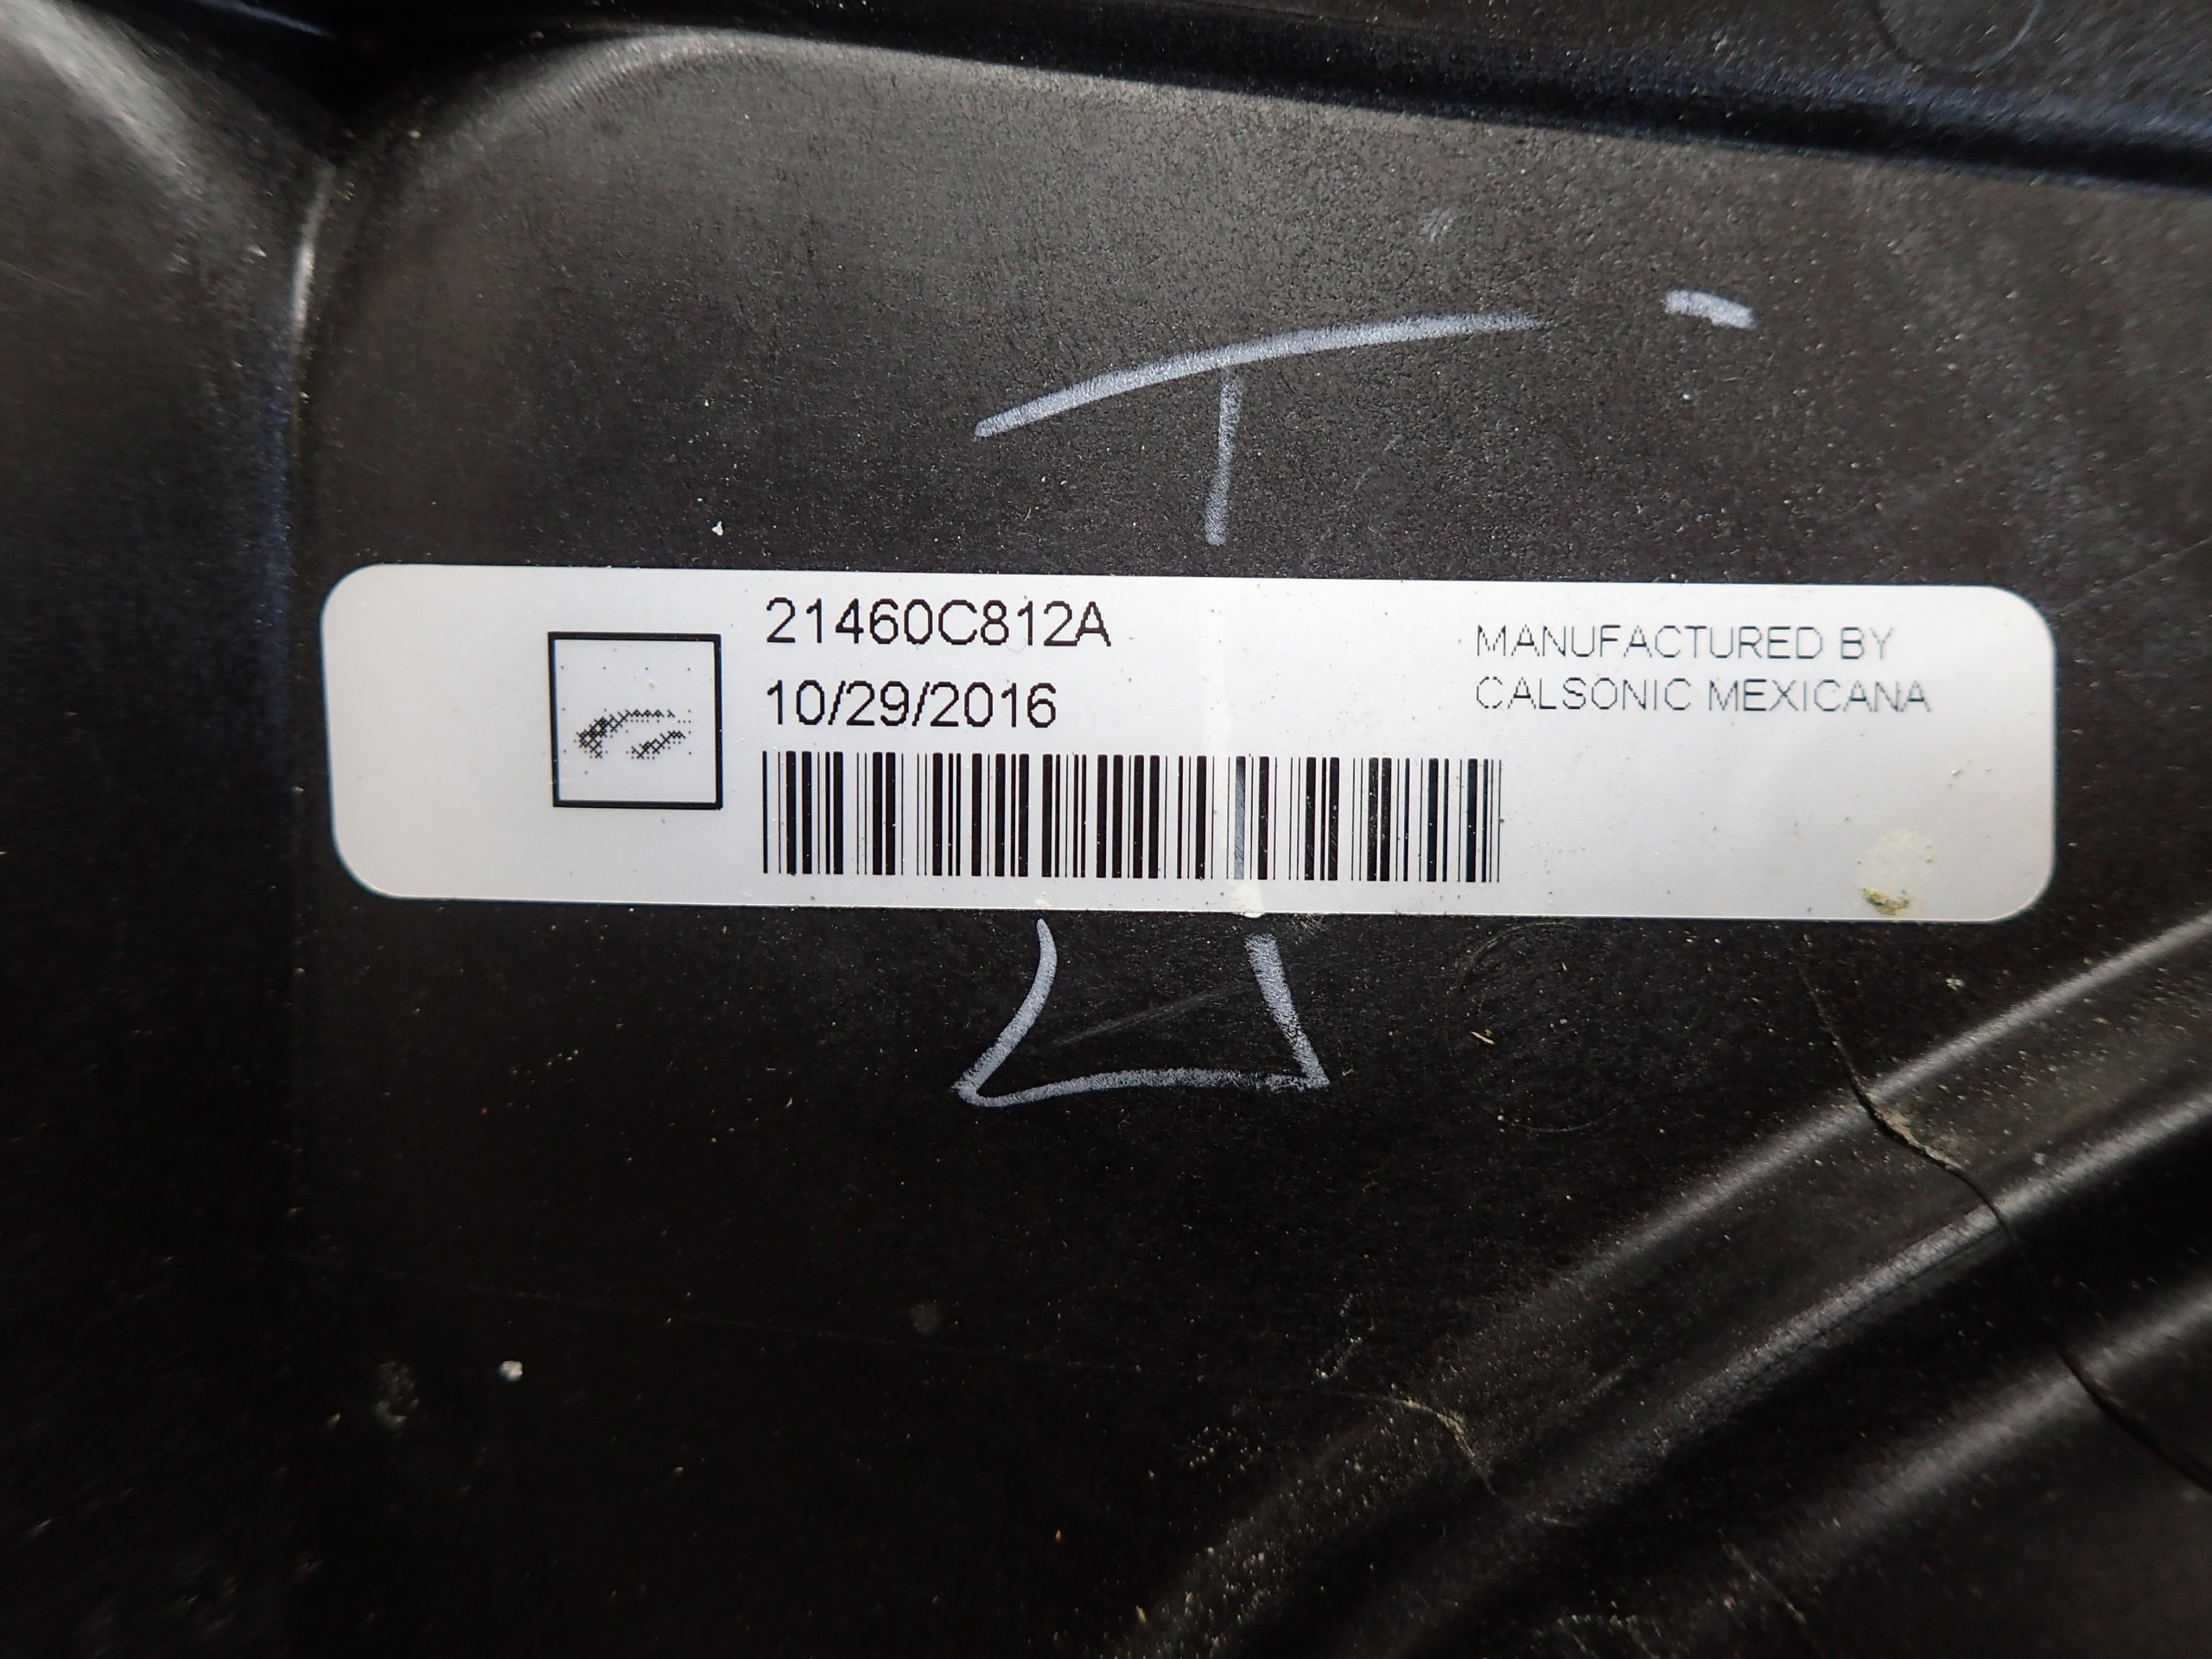 21460C812A
10/29/2016
MANUFACTURED BY
CALSONIC MEXICANA